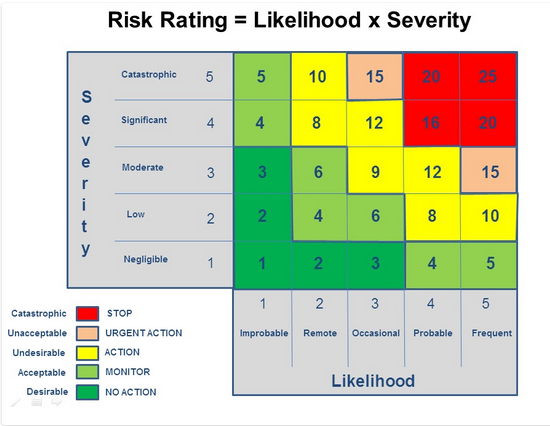 Risk Rating = Likelihood x Severity
Severity
Catastrophic 5 5 10 15 20 25
Significant 4 4 8 12 16 20
Moderate 3 3 6 9 12 15
Low 2 2 4 6 8 10
Negligible 1 1 2 3 4 5
1 2 3 4 5
Improbable Remote Occasional Probable Frequent
Likelihood
Catastrophic STOP
Unacceptable URGENT ACTION
Undesirable ACTION
Acceptable MONITOR
Desirable NO ACTION